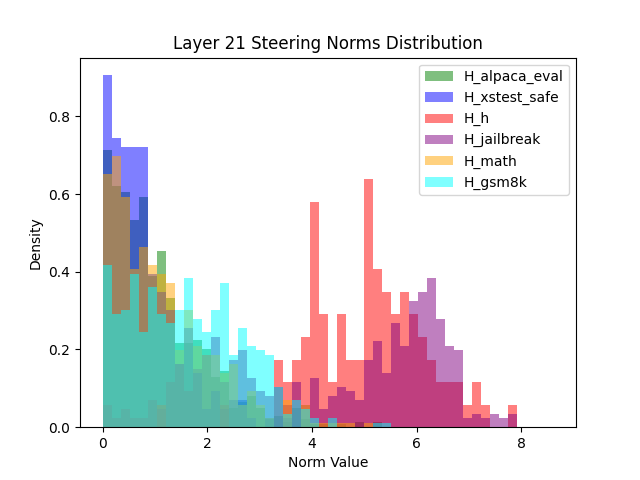 Layer 21 Steering Norms Distribution
H_alpaca_eval
H_xstest_safe
H_h
H_jailbreak
H_math
H_gsm8k
Density
0.8
0.6
0.4
0.2
0.0
0 2 4 6 8
Norm Value